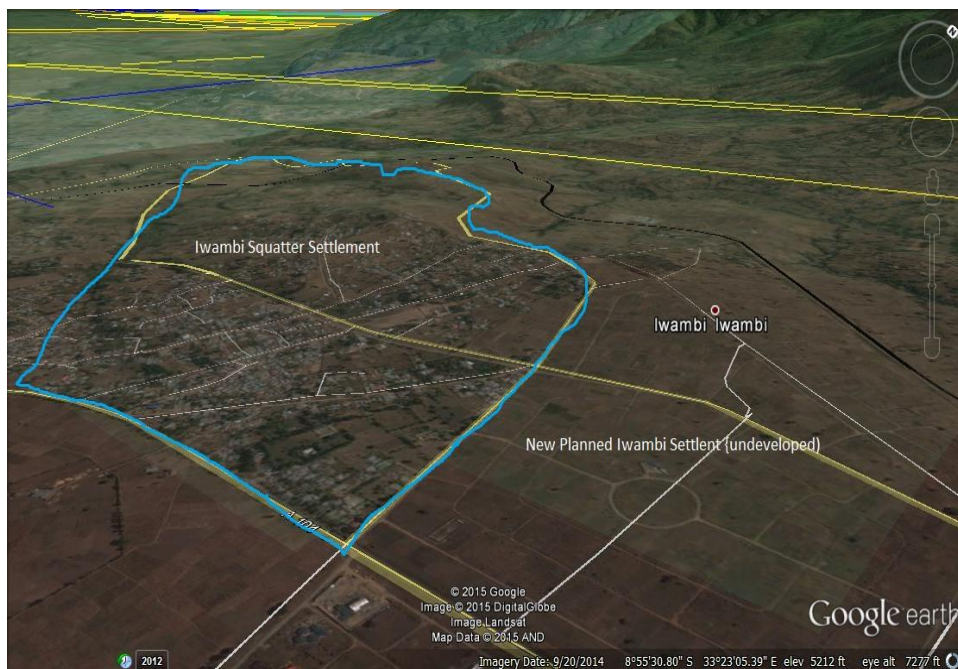 Iwambi Squatter Settlement
Iwambi Iwambi
New Planned Iwambi Settlent (undeveloped)
© 2015 Google
Image © 2015 DigitalGlobe
Image Landsat
Map Data © 2015 AND
Google earth
2012
Imagery Date: 9/20/2014 8°55'30.80" S 33°23'05.39" E elev 5212 ft eye alt 7277 ft